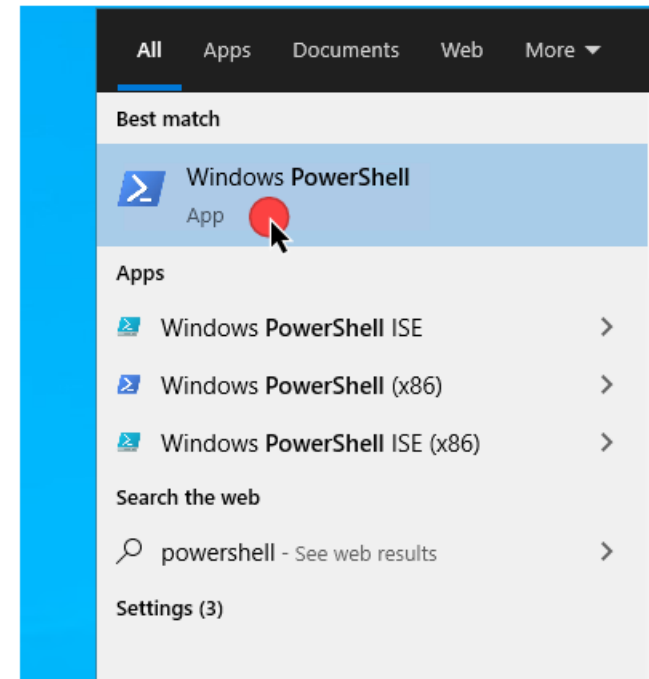 All Apps Documents Web More
Best match
Windows PowerShell
App
Apps
Windows PowerShell ISE
Windows PowerShell (x86)
Windows PowerShell ISE (x86)
Search the web
powershell - See web results
Settings (3)